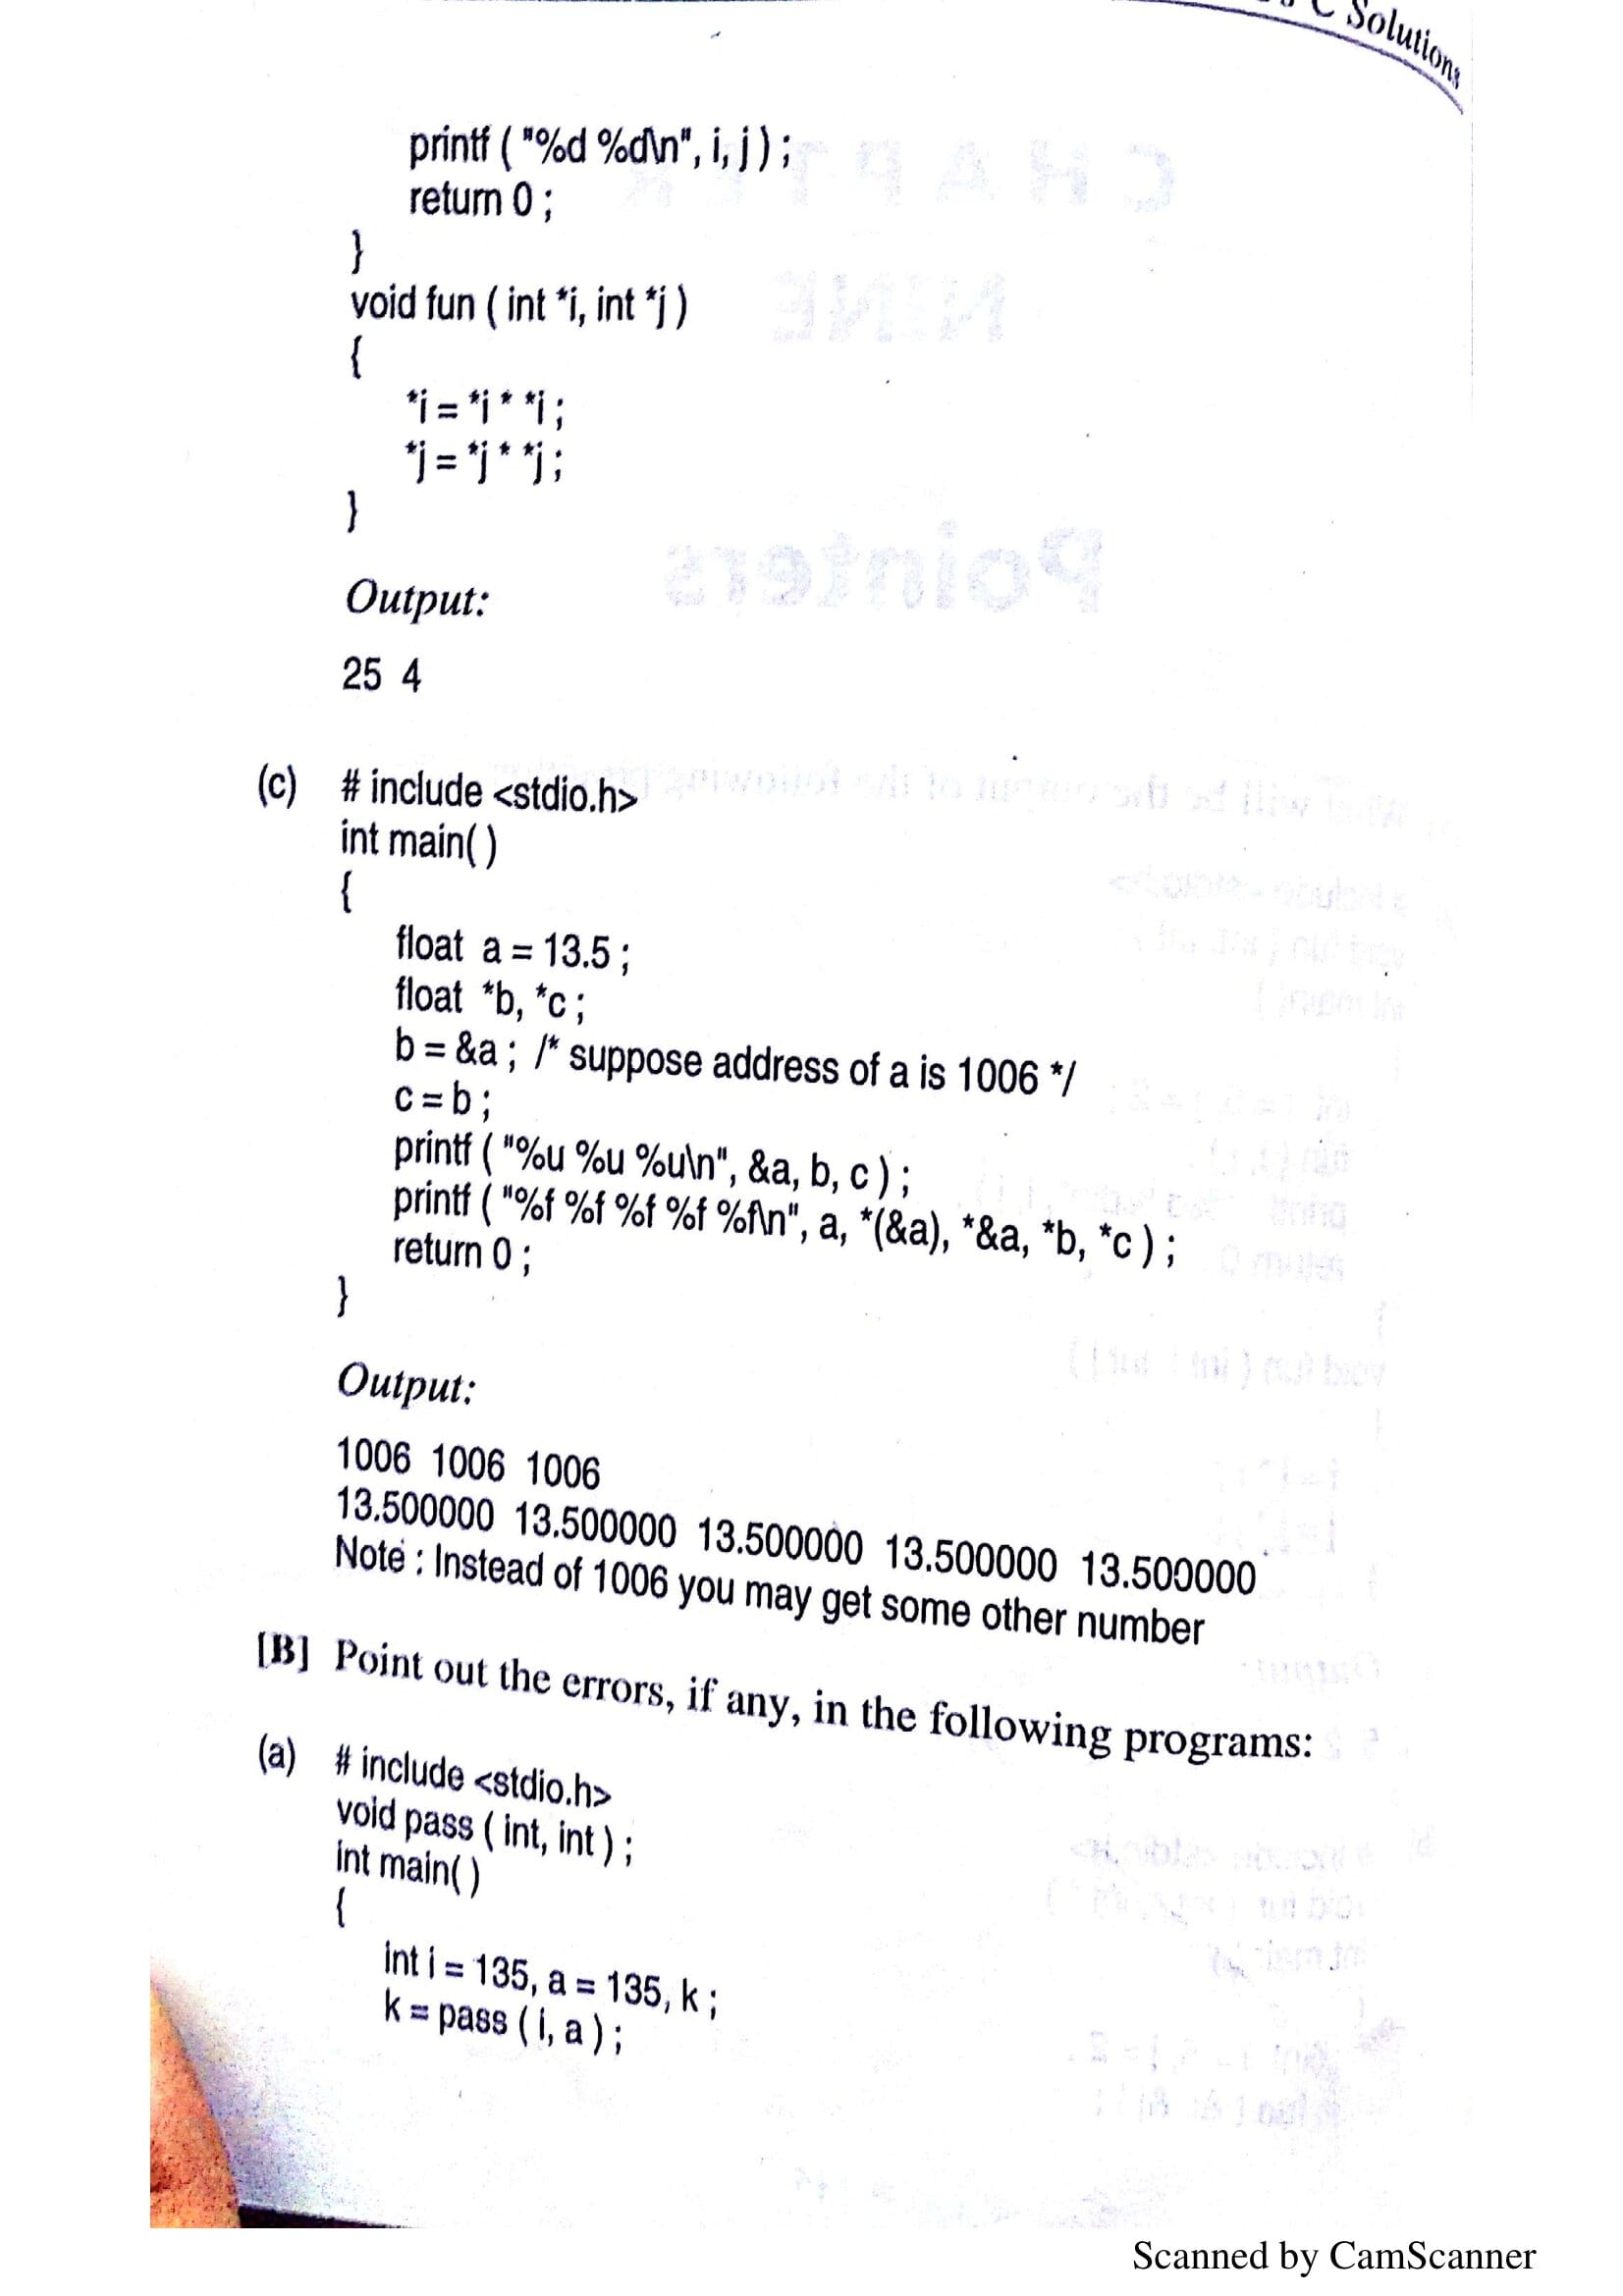 C Solutions
printf ( "%d %d\n", i, j ) ;
return 0 ;
}
void fun ( int *i, int *j )
{
*i = *i * *i ;
*j = *j * *j ;
}
Output:
25 4
(c) # include <stdio.h>
int main( )
{
float a = 13.5 ;
float *b, *c ;
b = &a ; /* suppose address of a is 1006 */
c = b ;
printf ( "%u %u %u\n", &a, b, c ) ;
printf ( "%f %f %f %f %f\n", a, *(&a), *&a, *b, *c ) ;
return 0 ;
}
Output:
1006 1006 1006
13.500000 13.500000 13.500000 13.500000 13.500000
Note : Instead of 1006 you may get some other number
[B] Point out the errors, if any, in the following programs:
(a) # include <stdio.h>
void pass ( int, int ) ;
int main( )
{
int i = 135, a = 135, k ;
k = pass ( i, a ) ;
Scanned by CamScanner